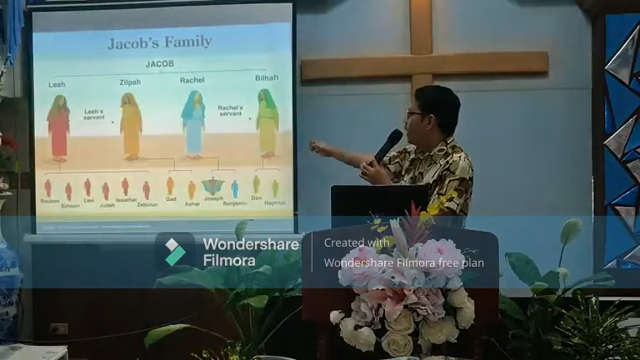 Jacob's Family
JACOB
Leah
Zilpah
Rachel
Bilhah
Leah's
servant
Rachel's
servant
Reuben
Simeon
Levi
Judah
Issachar
Zebulun
Gad
Asher
Joseph
Benjamin
Dan
Naphtali
Wondershare
Filmora
Created with
Wondershare Filmora free plan